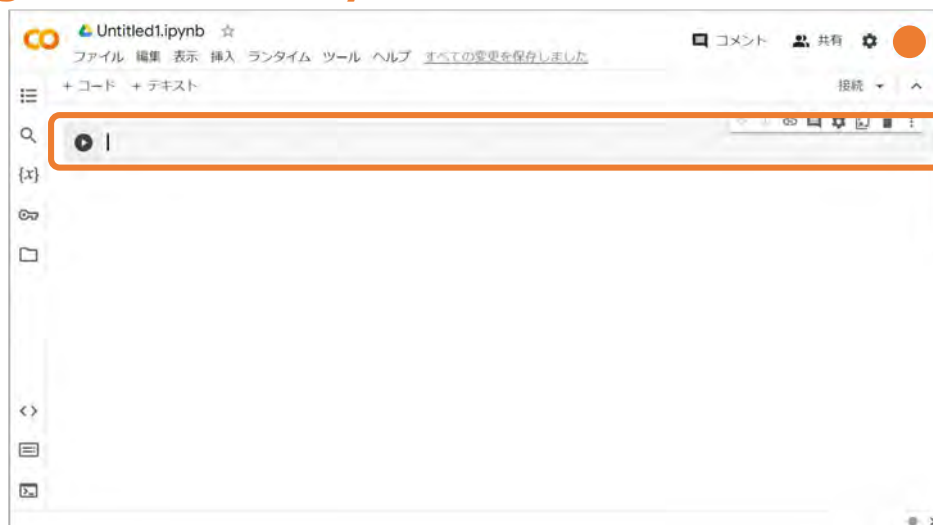 Untitled1.ipynb
コメント 共有
ファイル 編集 表示 挿入 ランタイム ツール ヘルプ すべての変更を保存しました
+ コード + テキスト 接続
{x}